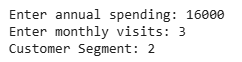 Enter annual spending: 16000
Enter monthly visits: 3
Customer Segment: 2